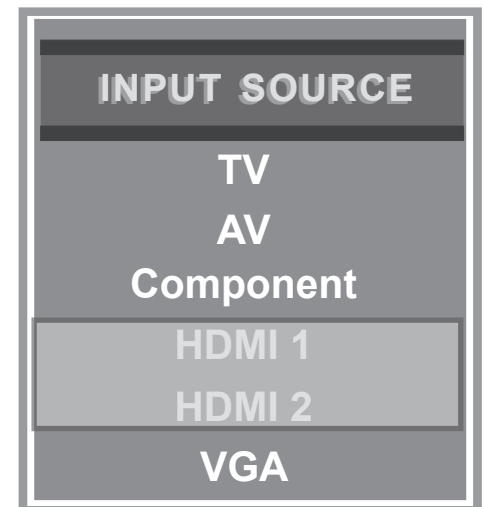 INPUT SOURCE
TV
AV
Component
HDMI 1
HDMI 2
VGA